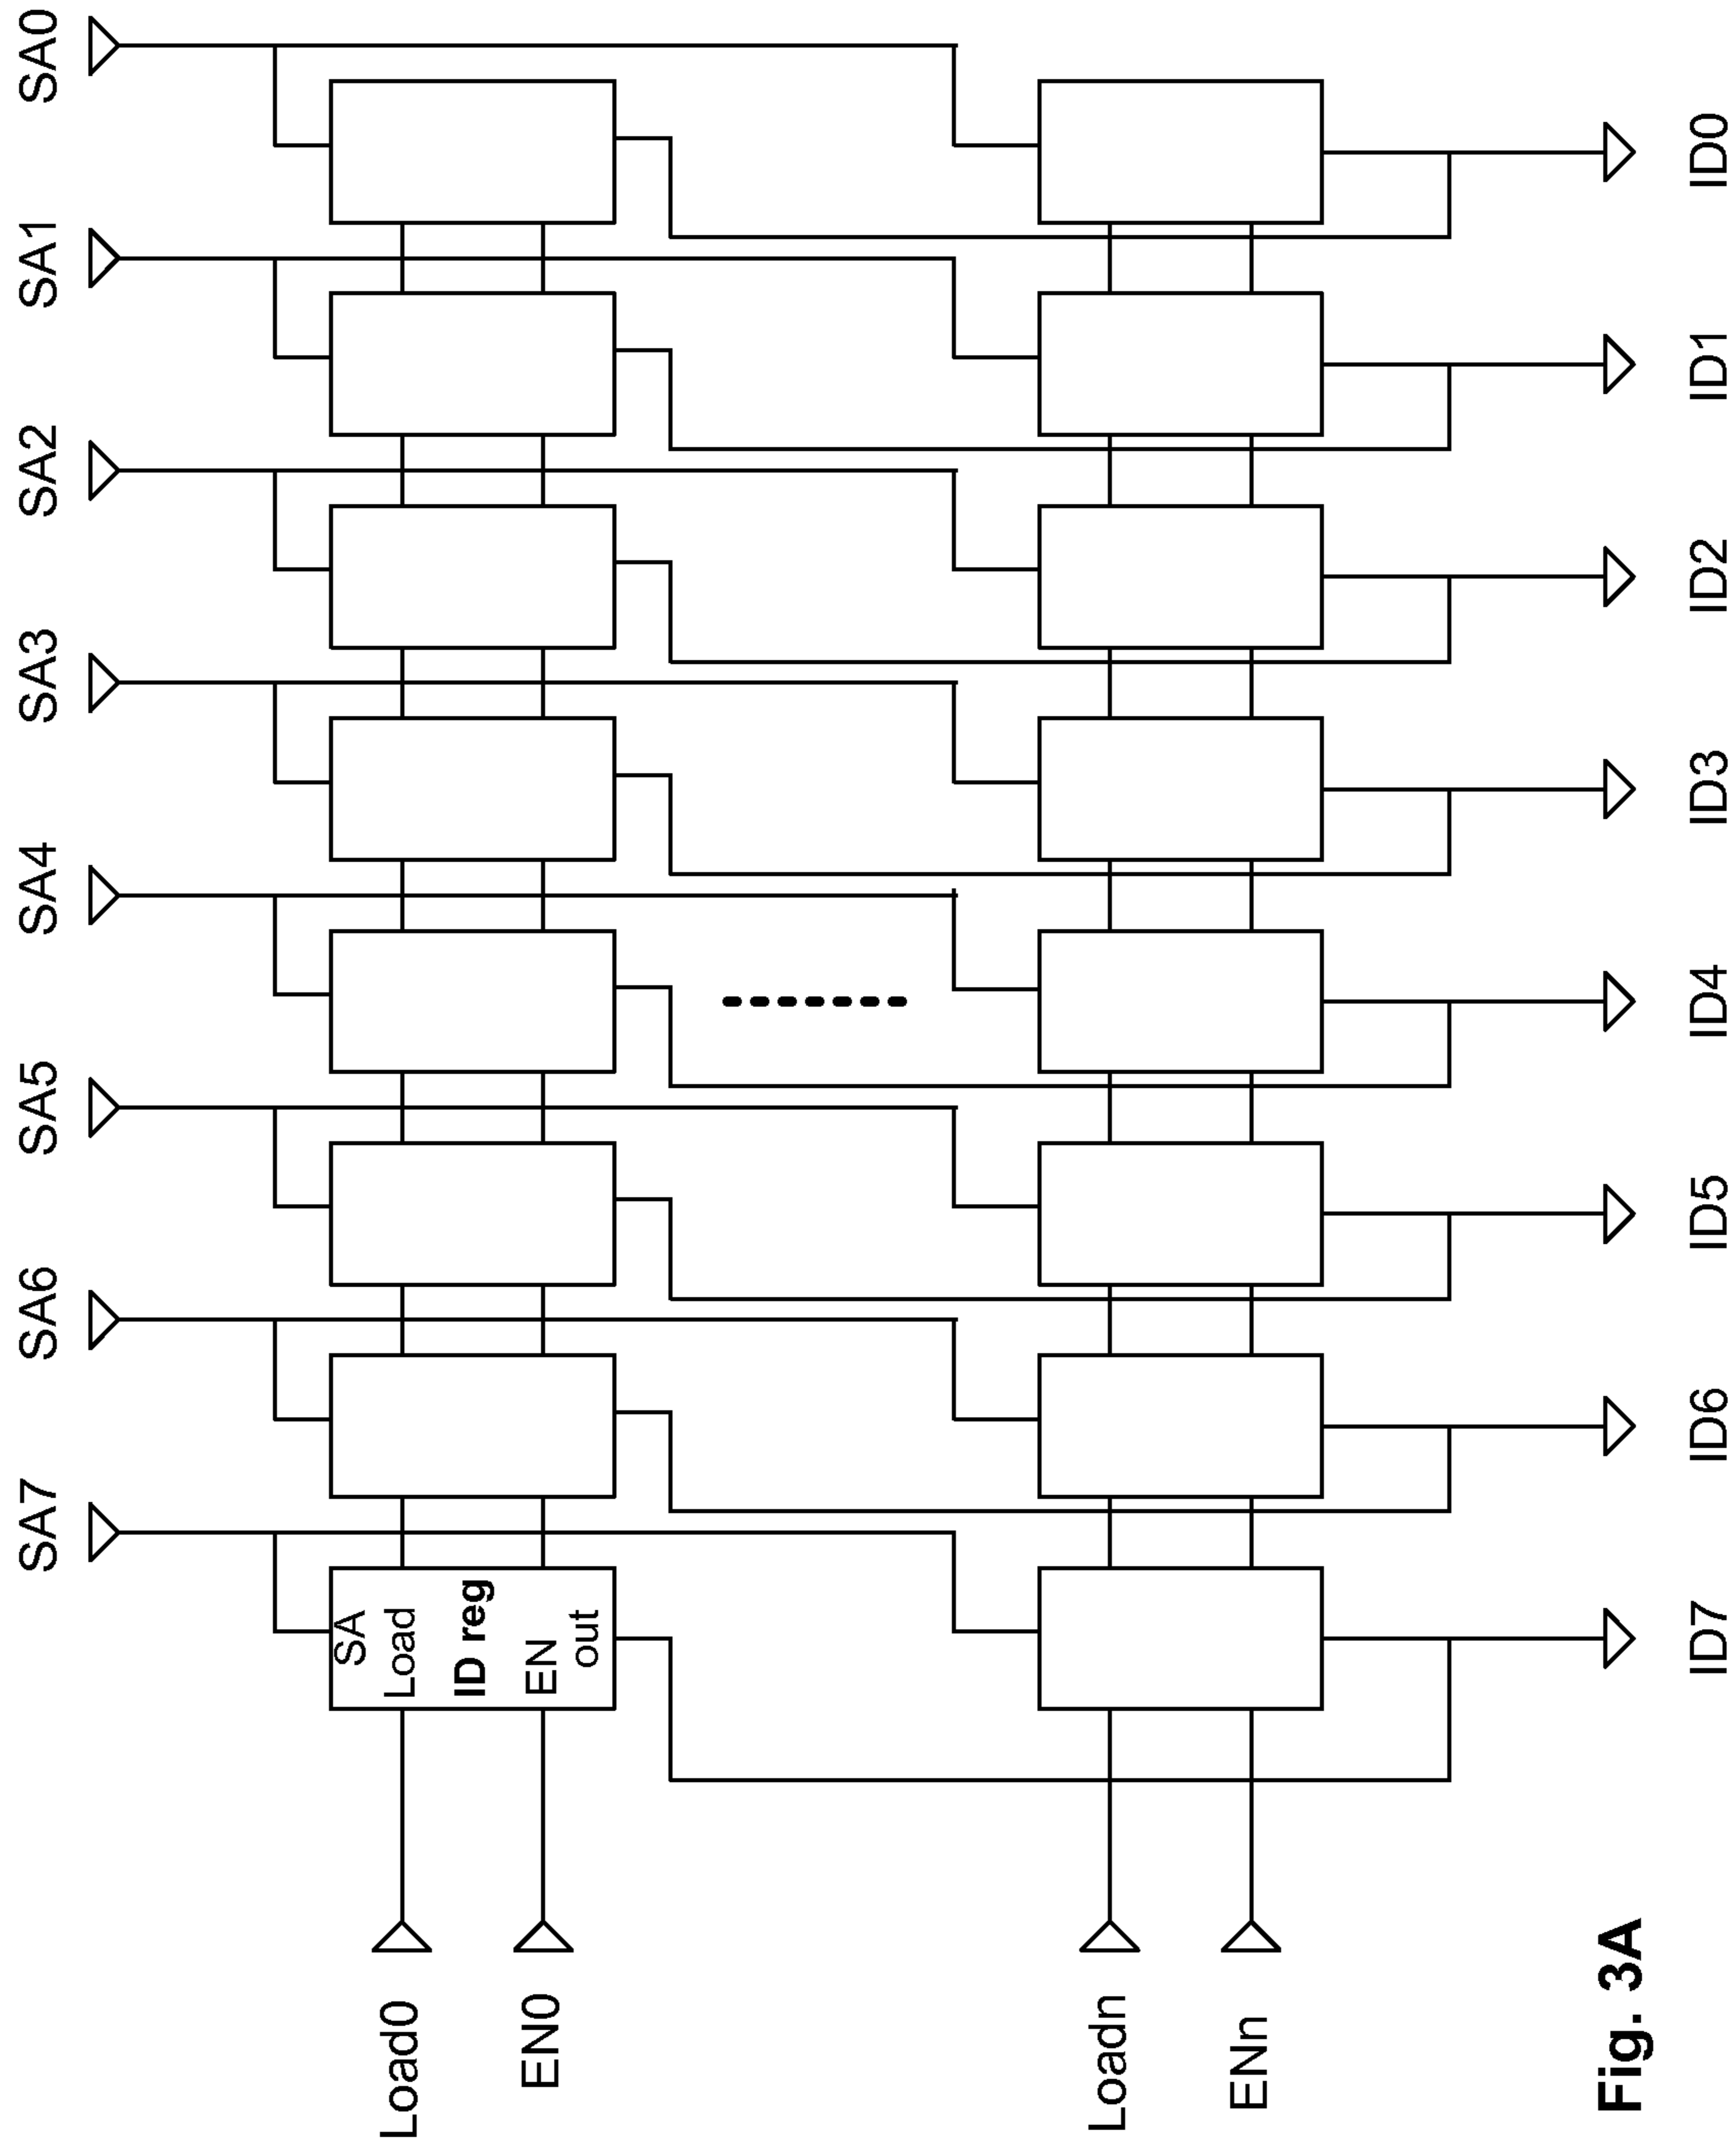 SA7 SA6 SA5 SA4 SA3 SA2 SA1 SA0
SA
Load0 Load
ID reg
EN0 EN
out
Loadn
ENn
ID7 ID6 ID5 ID4 ID3 ID2 ID1 ID0
Fig. 3A